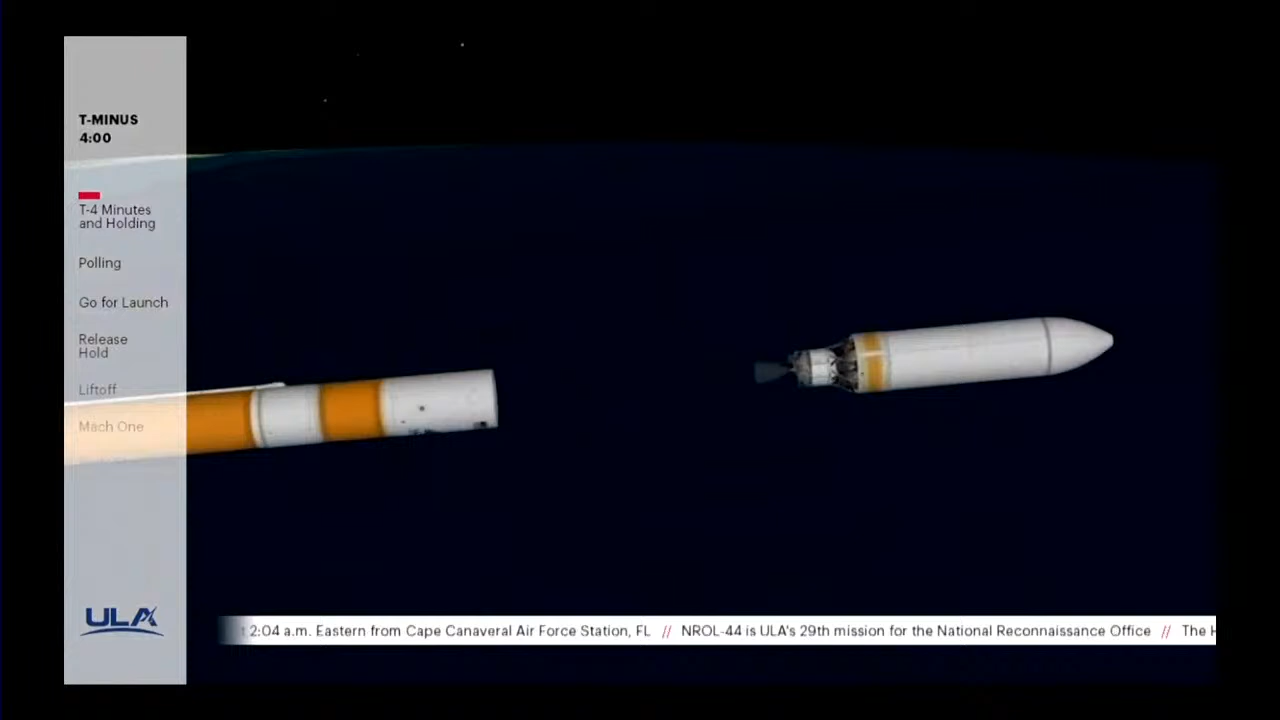 T-MINUS
4:00
T-4 Minutes
and Holding
Polling
Go for Launch
Release
Hold
Liftoff
Mach One
ULA
2:04 a.m. Eastern from Cape Canaveral Air Force Station, FL // NROL-44 is ULA's 29th mission for the National Reconnaissance Office // The